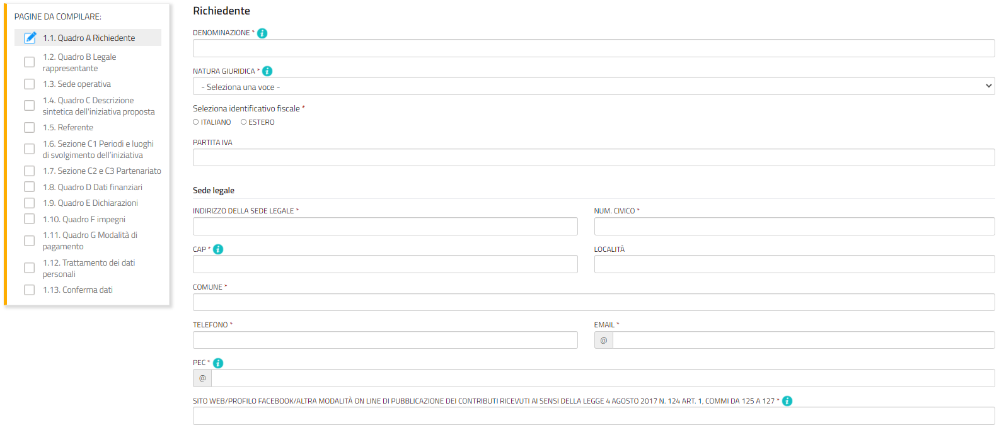 PAGINE DA COMPILARE:
1.1. Quadro A Richiedente
1.2. Quadro B Legale
rappresentante
1.3. Sede operativa
1.4. Quadro C Descrizione
sintetica dell'iniziativa proposta
1.5. Referente
1.6. Sezione C1 Periodi e luoghi
di svolgimento dell'iniziativa
1.7. Sezione C2 e C3 Partenariato
1.8. Quadro D Dati finanziari
1.9. Quadro E Dichiarazioni
1.10. Quadro F impegni
1.11. Quadro G Modalità di
pagamento
1.12. Trattamento dei dati
personali
1.13. Conferma dati
Richiedente
DENOMINAZIONE * i
NATURA GIURIDICA * i
- Seleziona una voce -
Seleziona identificativo fiscale *
ITALIANO ESTERO
PARTITA IVA
Sede legale
INDIRIZZO DELLA SEDE LEGALE * NUM. CIVICO *
CAP * i LOCALITÀ
COMUNE *
TELEFONO * EMAIL *
@
PEC * i
@
SITO WEB/PROFILO FACEBOOK/ALTRA MODALITÀ ON LINE DI PUBBLICAZIONE DEI CONTRIBUTI RICEVUTI AI SENSI DELLA LEGGE 4 AGOSTO 2017 N. 124 ART. 1, COMMI DA 125 A 127 * i